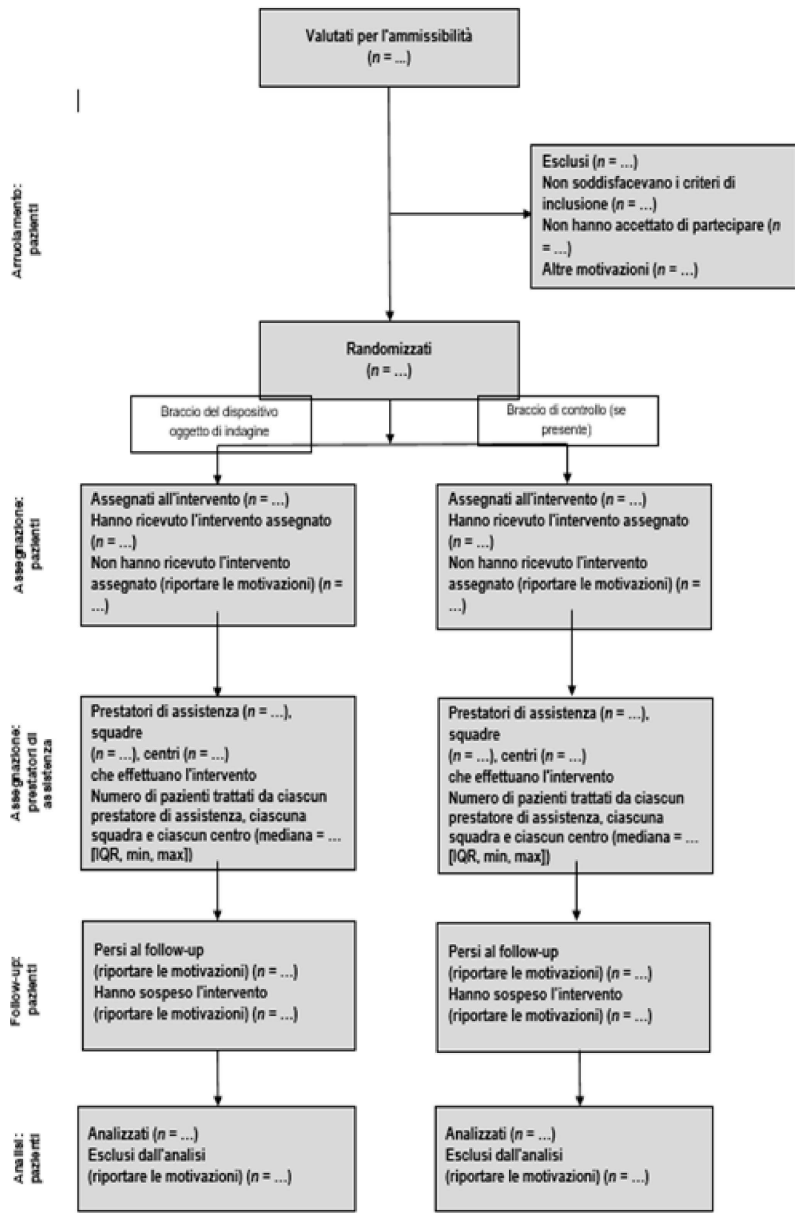 Valutati per l'ammissibilità
(n = ...)
Arruolamento:
pazienti
Esclusi (n = ...)
Non soddisfacevano i criteri di
inclusione (n = ...)
Non hanno accettato di partecipare (n
= ...)
Altre motivazioni (n = ...)
Randomizzati
(n = ...)
Braccio del dispositivo
oggetto di indagine
Braccio di controllo (se
presente)
Assegnazione:
pazienti
Assegnati all'intervento (n = ...)
Hanno ricevuto l'intervento assegnato
(n = ...)
Non hanno ricevuto l'intervento
assegnato (riportare le motivazioni) (n =
...)
Assegnati all'intervento (n = ...)
Hanno ricevuto l'intervento assegnato
(n = ...)
Non hanno ricevuto l'intervento
assegnato (riportare le motivazioni) (n =
...)
Assegnazione:
prestatori di
assistenza
Prestatori di assistenza (n = ...),
squadre
(n = ...), centri (n = ...)
che effettuano l'intervento
Numero di pazienti trattati da ciascun
prestatore di assistenza, ciascuna
squadra e ciascun centro (mediana = ...
[IQR, min, max])
Prestatori di assistenza (n = ...),
squadre
(n = ...), centri (n = ...)
che effettuano l'intervento
Numero di pazienti trattati da ciascun
prestatore di assistenza, ciascuna
squadra e ciascun centro (mediana = ...
[IQR, min, max])
Follow-up:
pazienti
Persi al follow-up
(riportare le motivazioni) (n = ...)
Hanno sospeso l'intervento
(riportare le motivazioni) (n = ...)
Persi al follow-up
(riportare le motivazioni) (n = ...)
Hanno sospeso l'intervento
(riportare le motivazioni) (n = ...)
Analisi:
pazienti
Analizzati (n = ...)
Esclusi dall'analisi
(riportare le motivazioni) (n = ...)
Analizzati (n = ...)
Esclusi dall'analisi
(riportare le motivazioni) (n = ...)